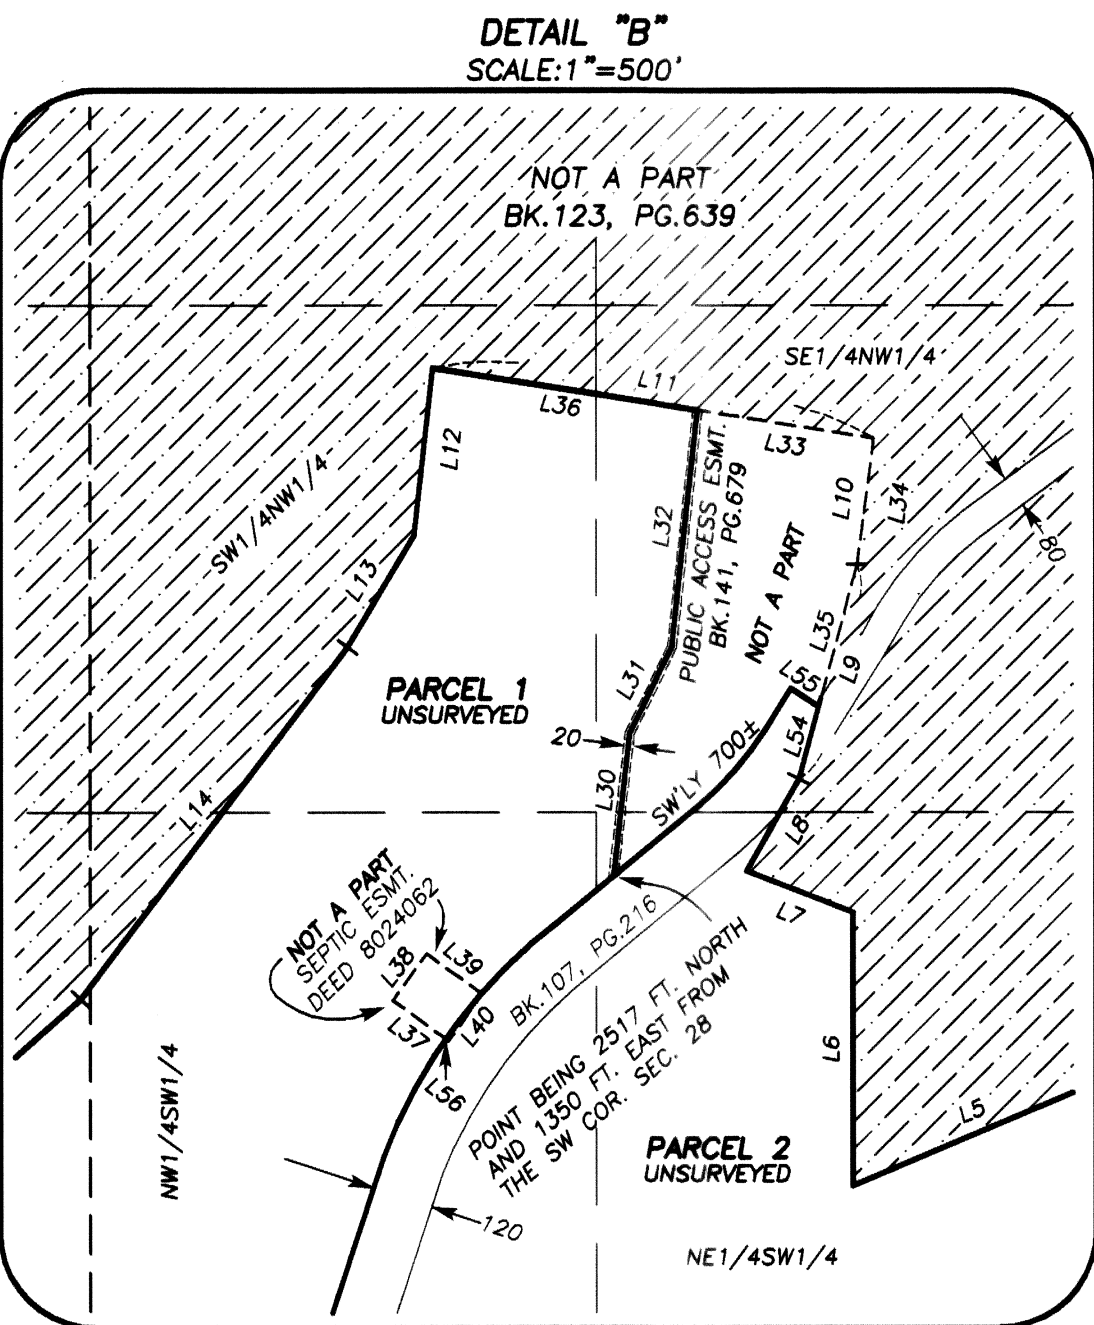 DETAIL "B"
SCALE:1"=500'
NOT A PART
BK.123, PG.639
SE1/4NW1/4
L11
L36
L33
L12
L10
L34
80
SW1/4NW1/4
L32
PUBLIC ACCESS ESMT.
BK.141, PG.679
NOT A PART
L13
L35
L9
L31
L55
PARCEL 1
UNSURVEYED
20
L54
SW'LY 700±
L30
L14
L8
L7
NOT A PART
SEPTIC ESMT.
DEED 8024062
L38
L39
L37
L40
L56
BK.107, PG.216
POINT BEING 2517 FT. NORTH
AND 1350 FT. EAST FROM
THE SW COR. SEC. 28
L6
L5
NW1/4SW1/4
PARCEL 2
UNSURVEYED
120
NE1/4SW1/4